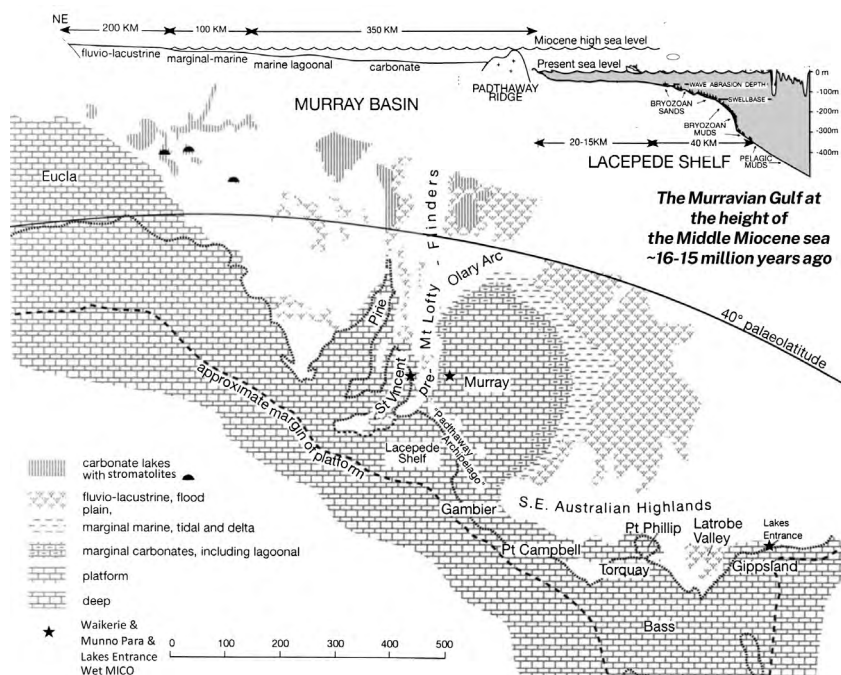 NE
200 KM
100 KM
350 KM
Miocene high sea level
fluvio-lacustrine
marginal-marine
marine lagoonal
carbonate
PADTHAWAY
RIDGE
Present sea level
0 m
WAVE ABRASION DEPTH
-100m
BRYOZOAN
SANDS
SWELLBASE
-200m
BRYOZOAN
MUDS
-300m
20-15KM
40 KM
PELAGIC
MUDS
-400m
MURRAY BASIN
LACEPEDE SHELF
The Murravian Gulf at
the height of
the Middle Miocene sea
~16-15 million years ago
Eucla
pre- Mt Lofty - Flinders
Olary Arc
40° palaeolatitude
Pirie
St Vincent
Murray
approximate margin of platform
Lacepede
Shelf
"Padthaway
Archipelago"
Gambier
S.E. Australian Highlands
Pt Campbell
Pt Phillip
Torquay
Latrobe
Valley
Lakes
Entrance
Gippsland
Bass
carbonate lakes
with stromatolites
fluvio-lacustrine, flood
plain,
marginal marine, tidal and delta
marginal carbonates, including lagoonal
platform
deep
Waikerie &
Munno Para &
Lakes Entrance
Wet MICO
0 100 200 300 400 500